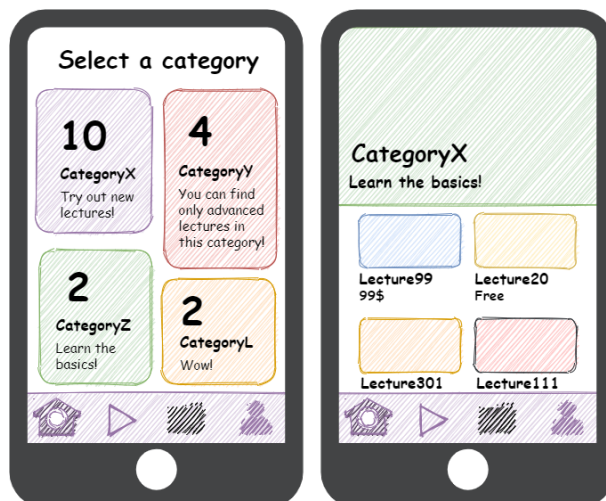 Select a category
10
CategoryX
Try out new
lectures!
4
CategoryY
You can find
only advanced
lectures in
this category!
2
CategoryZ
Learn the
basics!
2
CategoryL
Wow!
CategoryX
Learn the basics!
Lecture99
99$
Lecture20
Free
Lecture301
Lecture111